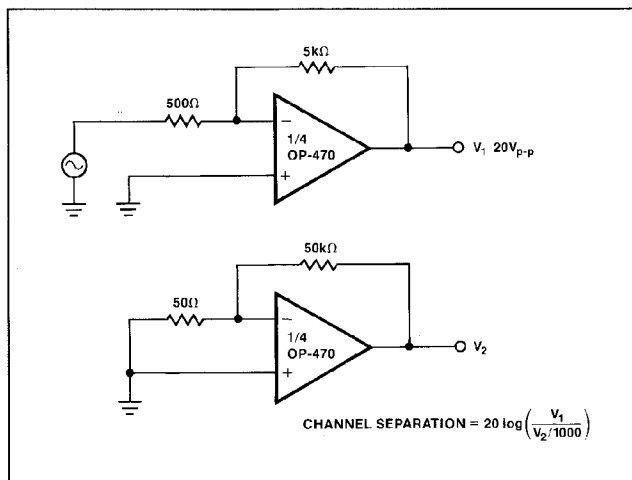 5kΩ
500Ω
−
1/4
OP-470
+
V₁ 20Vp-p
50kΩ
50Ω
−
1/4
OP-470
+
V₂
CHANNEL SEPARATION = 20 log(V₁ / V₂/1000)